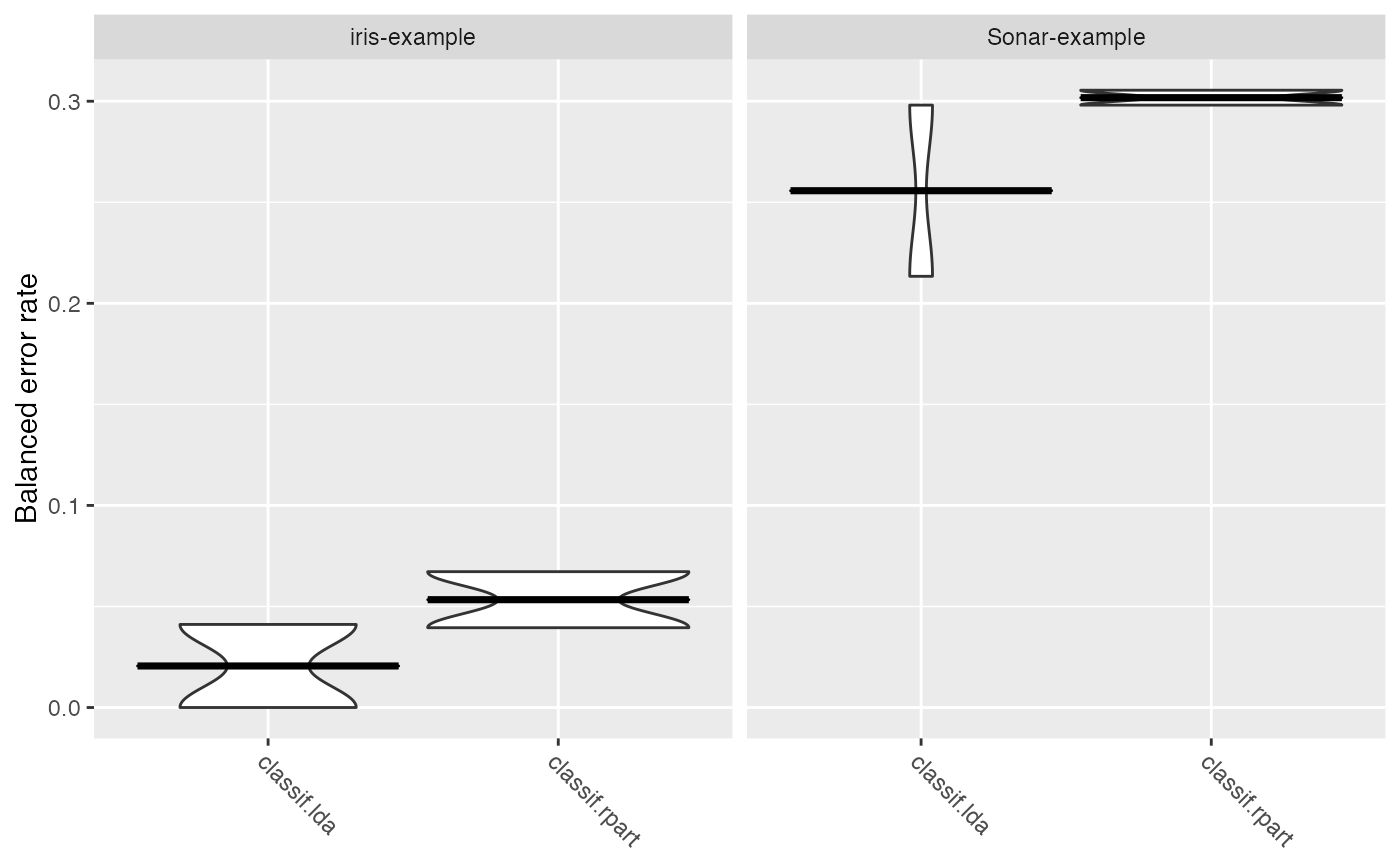 iris-example
Sonar-example
Balanced error rate
0.3
0.2
0.1
0.0
classif.lda
classif.rpart
classif.lda
classif.rpart